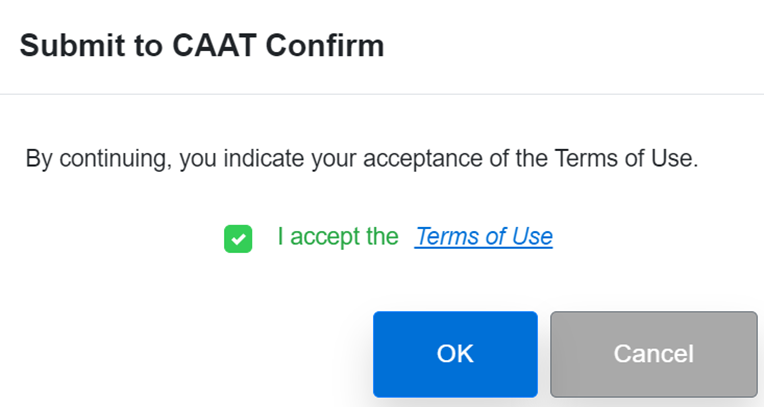 Submit to CAAT Confirm
By continuing, you indicate your acceptance of the Terms of Use.
I accept the Terms of Use
OK
Cancel